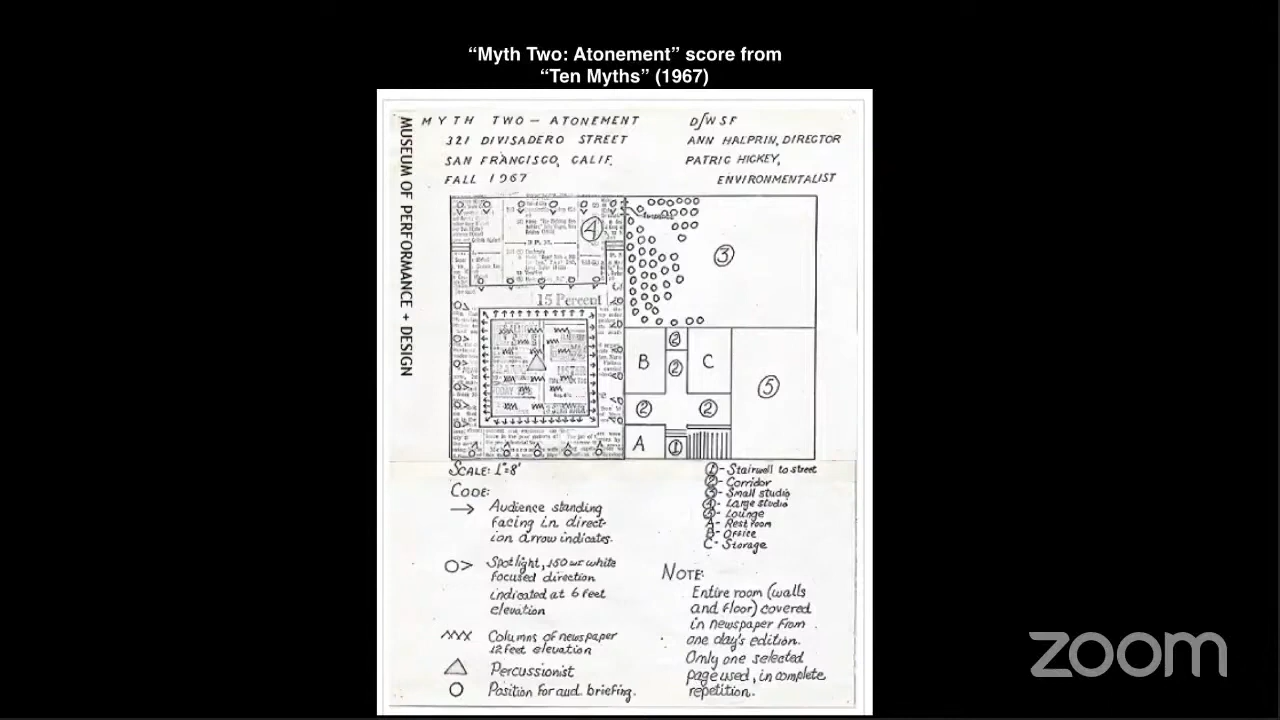 “Myth Two: Atonement” score from
“Ten Myths” (1967)
MUSEUM OF PERFORMANCE + DESIGN
MYTH TWO — ATONEMENT
321 DIVISADERO STREET
SAN FRANCISCO, CALIF.
FALL 1967
D/WSF
ANN HALPRIN, DIRECTOR
PATRIC HICKEY,
ENVIRONMENTALIST
4
3
15 Percent
B
2
2
C
5
2
2
A
1
SCALE: 1"=8'
CODE:
→ Audience standing
facing in direct-
ion arrow indicates.
Spotlight, 150 w. white
focused direction
indicated at 6 feet
elevation
Columns of newspaper
12 feet elevation
Percussionist
Position for aud. briefing.
1 - Stairwell to street
2 - Corridor
3 - Small studio
4 - Large studio
- Lounge
A - Rest room
B - Office
C - Storage
NOTE:
Entire room (walls
and floor) covered
in newspaper from
one day's edition.
Only one selected
page used, in complete
repetition.
zoom